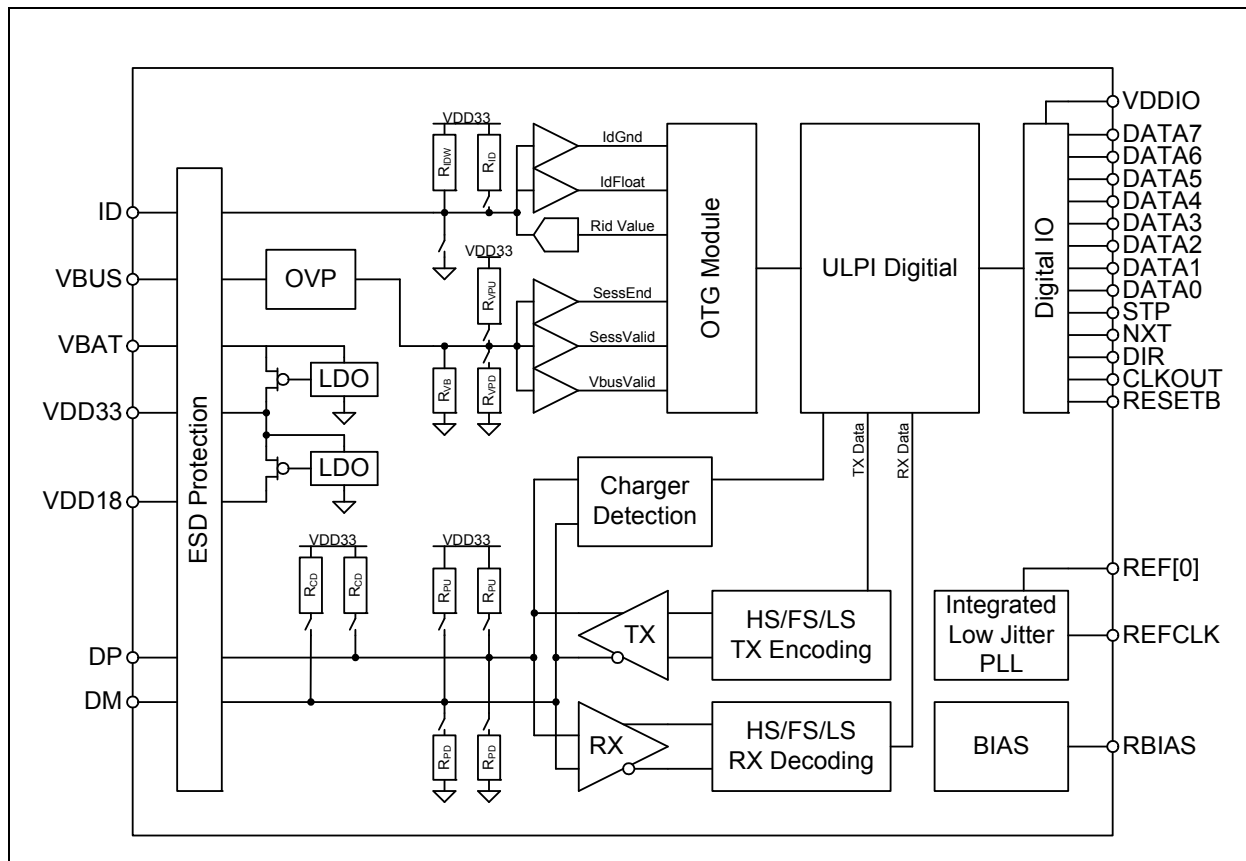 VDDIO
DATA7
DATA6
DATA5
DATA4
DATA3
DATA2
DATA1
DATA0
STP
NXT
DIR
CLKOUT
RESETB
REF[0]
REFCLK
RBIAS
ID
VBUS
VBAT
VDD33
VDD18
DP
DM
ESD Protection
VDD33
RIDW
RID
IdGnd
IdFloat
Rid Value
OVP
VDD33
RVPU
RVB
RVPD
SessEnd
SessValid
VbusValid
LDO
LDO
OTG Module
ULPI Digitial
Digital IO
TX Data
RX Data
Charger
Detection
VDD33
RCD
RCD
VDD33
RPU
RPU
RPD
RPD
TX
HS/FS/LS
TX Encoding
RX
HS/FS/LS
RX Decoding
Integrated
Low Jitter
PLL
BIAS